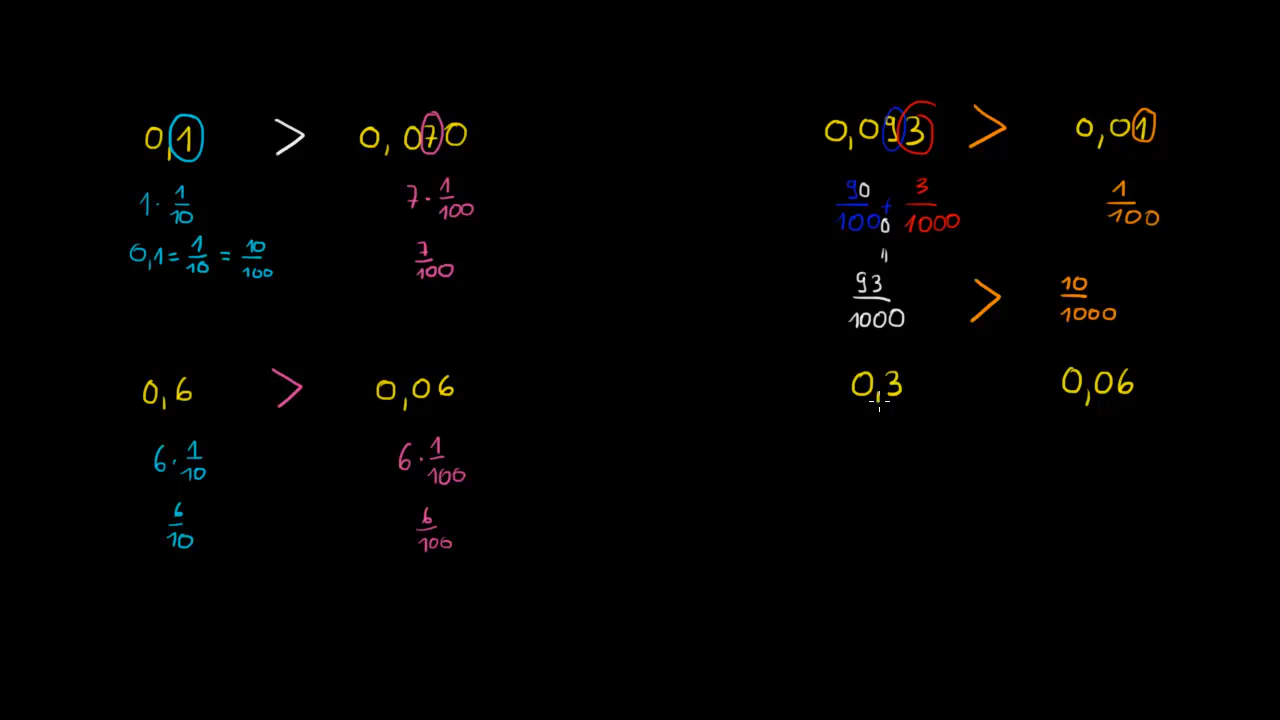 0,1 > 0,070
1 · 1/10
7 · 1/100
0,1 = 1/10 = 10/100
7/100
0,6 > 0,06
6 · 1/10
6 · 1/100
6/10
6/100
0,093 > 0,01
90/1000 + 3/1000
1/100
=
93/1000 > 10/1000
0,3 0,06